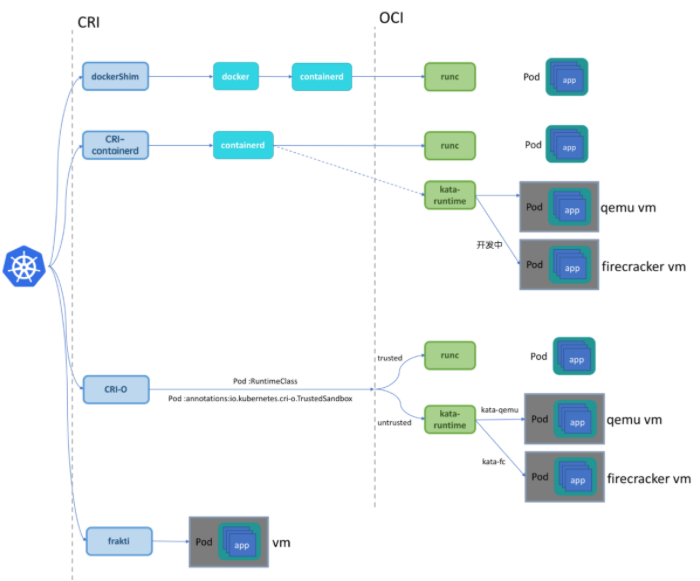 CRI
OCI
dockerShim
docker
containerd
runc
Pod
app
CRI-
containerd
containerd
runc
Pod
app
kata-
runtime
Pod
app
qemu vm
开发中
Pod
app
firecracker vm
CRI-O
Pod :RuntimeClass
Pod :annotations:io.kubernetes.cri-o.TrustedSandbox
trusted
runc
Pod
app
untrusted
kata-
runtime
kata-qemu
Pod
app
qemu vm
kata-fc
Pod
app
firecracker vm
frakti
Pod
app
vm